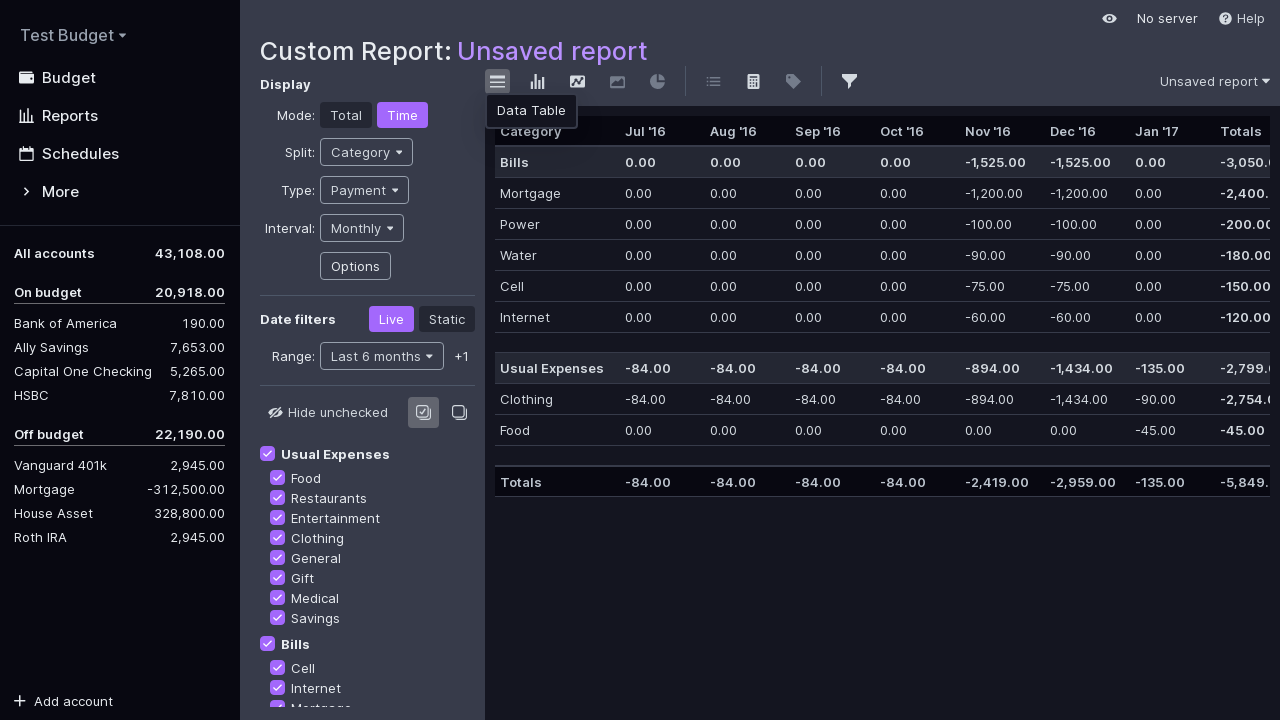 Test Budget
Budget
Reports
Schedules
More
All accounts 43,108.00
On budget 20,918.00
Bank of America 190.00
Ally Savings 7,653.00
Capital One Checking 5,265.00
HSBC 7,810.00
Off budget 22,190.00
Vanguard 401k 2,945.00
Mortgage -312,500.00
House Asset 328,800.00
Roth IRA 2,945.00
Add account
No server Help
Custom Report: Unsaved report
Display
Mode: Total Time
Split: Category
Type: Payment
Interval: Monthly
Options
Date filters Live Static
Range: Last 6 months +1
Hide unchecked
Usual Expenses
Food
Restaurants
Entertainment
Clothing
General
Gift
Medical
Savings
Bills
Cell
Internet
Mortgage
Unsaved report
Data Table
Category Jul '16 Aug '16 Sep '16 Oct '16 Nov '16 Dec '16 Jan '17 Totals
Bills 0.00 0.00 0.00 0.00 -1,525.00 -1,525.00 0.00 -3,050.0
Mortgage 0.00 0.00 0.00 0.00 -1,200.00 -1,200.00 0.00 -2,400.
Power 0.00 0.00 0.00 0.00 -100.00 -100.00 0.00 -200.00
Water 0.00 0.00 0.00 0.00 -90.00 -90.00 0.00 -180.00
Cell 0.00 0.00 0.00 0.00 -75.00 -75.00 0.00 -150.00
Internet 0.00 0.00 0.00 0.00 -60.00 -60.00 0.00 -120.00
Usual Expenses -84.00 -84.00 -84.00 -84.00 -894.00 -1,434.00 -135.00 -2,799.
Clothing -84.00 -84.00 -84.00 -84.00 -894.00 -1,434.00 -90.00 -2,754.0
Food 0.00 0.00 0.00 0.00 0.00 0.00 -45.00 -45.00
Totals -84.00 -84.00 -84.00 -84.00 -2,419.00 -2,959.00 -135.00 -5,849.